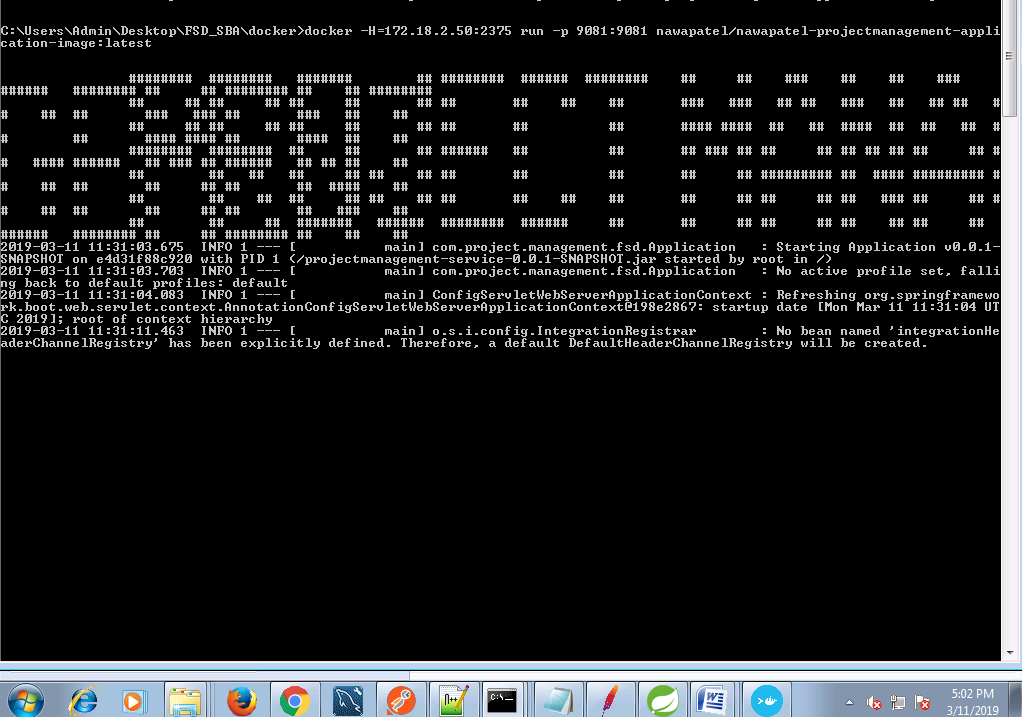 C:\Users\Admin\Desktop\FSD_SBA\docker>docker -H=172.18.2.50:2375 run -p 9081:9081 nawapatel/nawapatel-projectmanagement-appli
cation-image:latest
PROJECT MANAGEMENT
2019-03-11 11:31:03.675  INFO 1 --- [           main] com.project.management.fsd.Application   : Starting Application v0.0.1-
SNAPSHOT on e4d31f88c920 with PID 1 (/projectmanagement-service-0.0.1-SNAPSHOT.jar started by root in /)
2019-03-11 11:31:03.703  INFO 1 --- [           main] com.project.management.fsd.Application   : No active profile set, falli
ng back to default profiles: default
2019-03-11 11:31:04.083  INFO 1 --- [           main] ConfigServletWebServerApplicationContext : Refreshing org.springframewo
rk.boot.web.servlet.context.AnnotationConfigServletWebServerApplicationContext@198e2867: startup date [Mon Mar 11 11:31:04 UT
C 2019]; root of context hierarchy
2019-03-11 11:31:11.463  INFO 1 --- [           main] o.s.i.config.IntegrationRegistrar        : No bean named 'integrationHe
aderChannelRegistry' has been explicitly defined. Therefore, a default DefaultHeaderChannelRegistry will be created.
C:\
5:02 PM
3/11/2019